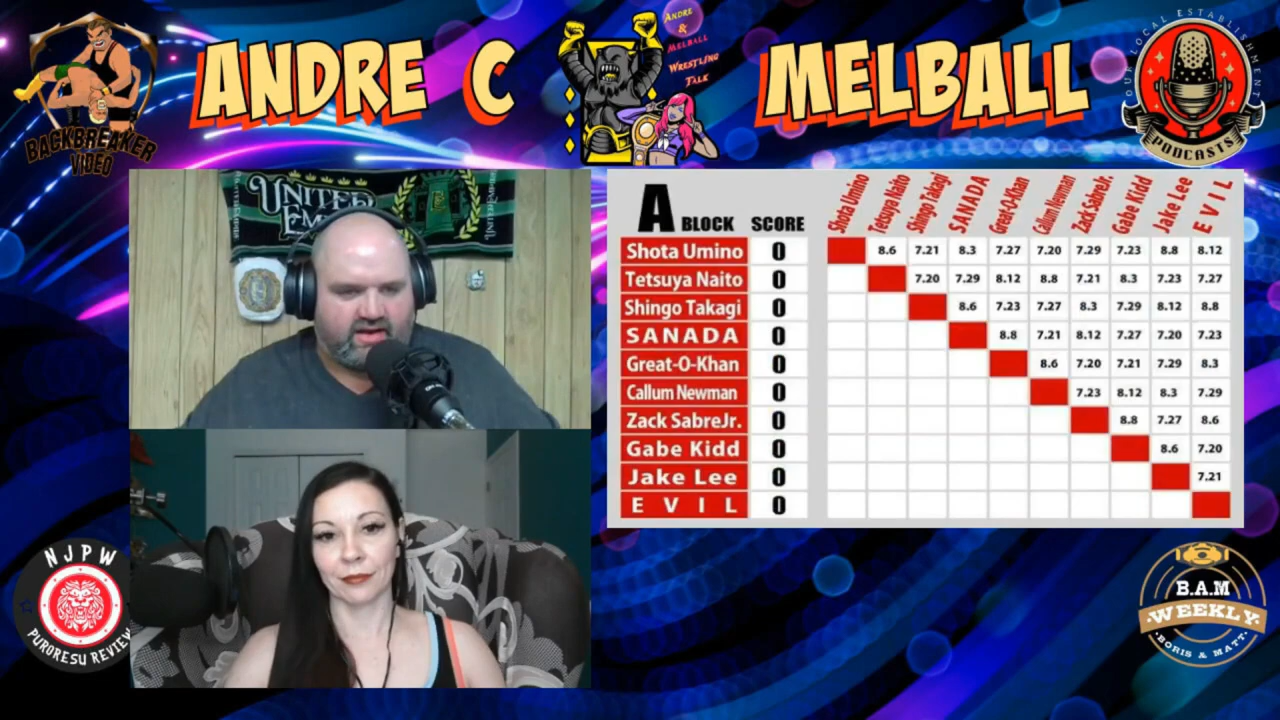 ANDRE C
MELBALL
BACKBREAKER
VIDEO
ANDRE
&
MELBALL
WRESTLING
TALK
YOUR LOCAL ESTABLISHMENT
PODCASTS
UNITED
EMPIRE
A BLOCK SCORE Shota Umino Tetsuya Naito Shingo Takagi SANADA Great-O-Khan Callum Newman Zack SabreJr. Gabe Kidd Jake Lee EVIL
Shota Umino 0 8.6 7.21 8.3 7.27 7.20 7.29 7.23 8.8 8.12
Tetsuya Naito 0 7.20 7.29 8.12 8.8 7.21 8.3 7.23 7.27
Shingo Takagi 0 8.6 7.23 7.27 8.3 7.29 8.12 8.8
SANADA 0 8.8 7.21 8.12 7.27 7.20 7.23
Great-O-Khan 0 8.6 7.20 7.21 7.29 8.3
Callum Newman 0 7.23 8.12 8.3 7.29
Zack SabreJr. 0 8.8 7.27 8.6
Gabe Kidd 0 8.6 7.20
Jake Lee 0 7.21
EVIL 0
NJPW
PURORESU REVIEW
B.A.M
WEEKLY
BORIS & MATT